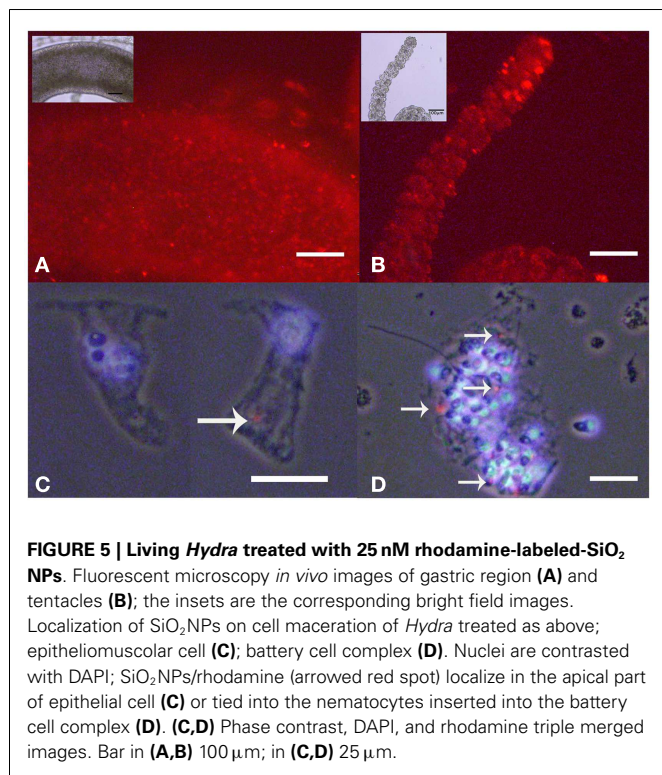 A
B
100µm
C
D
FIGURE 5 | Living Hydra treated with 25 nM rhodamine-labeled-SiO₂
NPs. Fluorescent microscopy in vivo images of gastric region (A) and
tentacles (B); the insets are the corresponding bright field images.
Localization of SiO₂NPs on cell maceration of Hydra treated as above;
epitheliomuscular cell (C); battery cell complex (D). Nuclei are contrasted
with DAPI; SiO₂NPs/rhodamine (arrowed red spot) localize in the apical part
of epithelial cell (C) or tied into the nematocytes inserted into the battery
cell complex (D). (C,D) Phase contrast, DAPI, and rhodamine triple merged
images. Bar in (A,B) 100 µm; in (C,D) 25 µm.